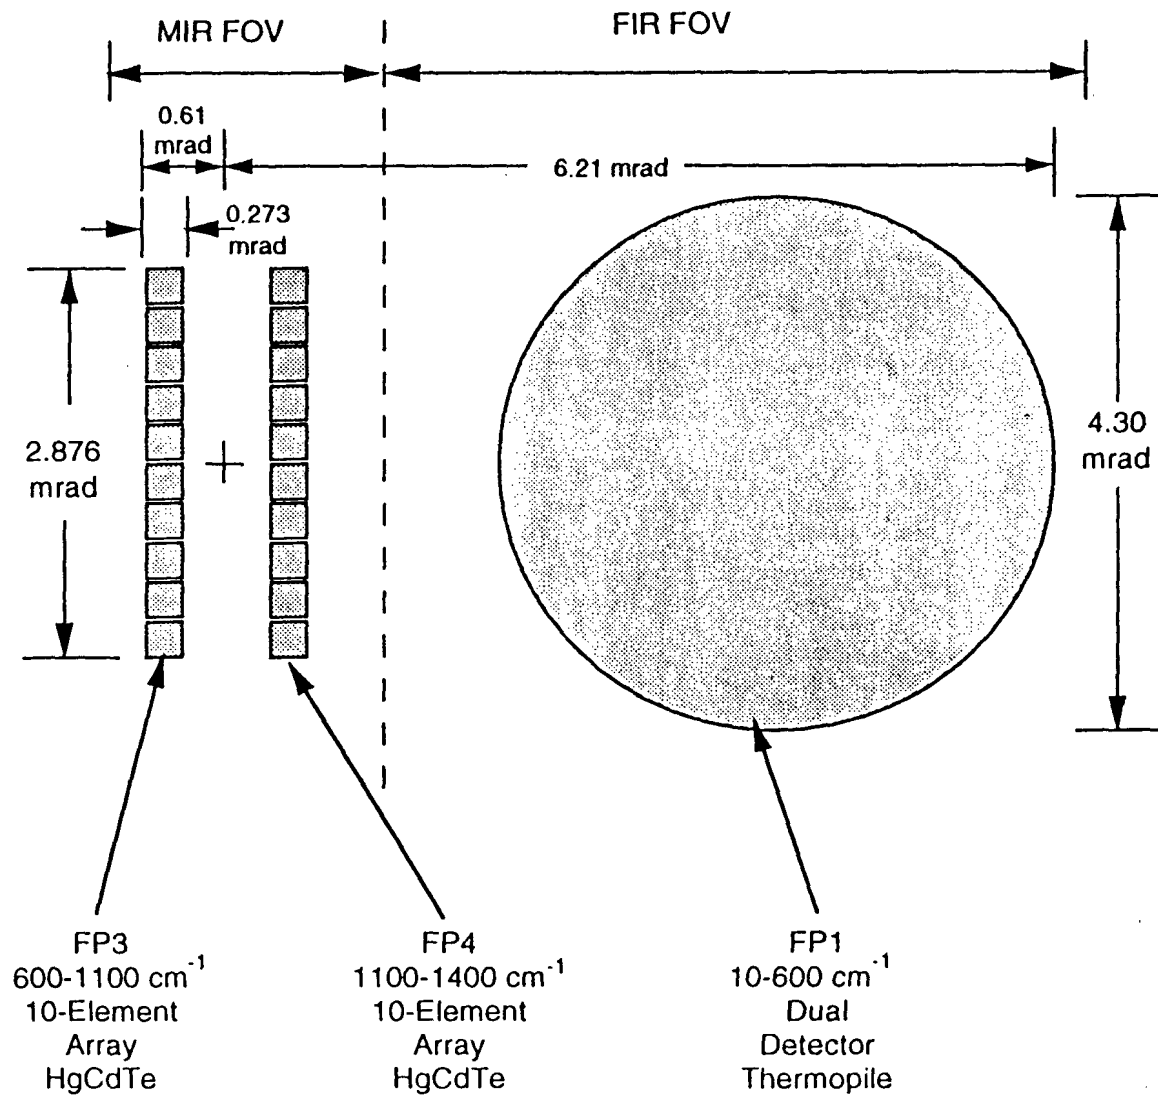 MIR FOV
FIR FOV
0.61
mrad
6.21 mrad
0.273
mrad
2.876
mrad
4.30
mrad
FP3
600-1100 cm⁻¹
10-Element
Array
HgCdTe
FP4
1100-1400 cm⁻¹
10-Element
Array
HgCdTe
FP1
10-600 cm⁻¹
Dual
Detector
Thermopile